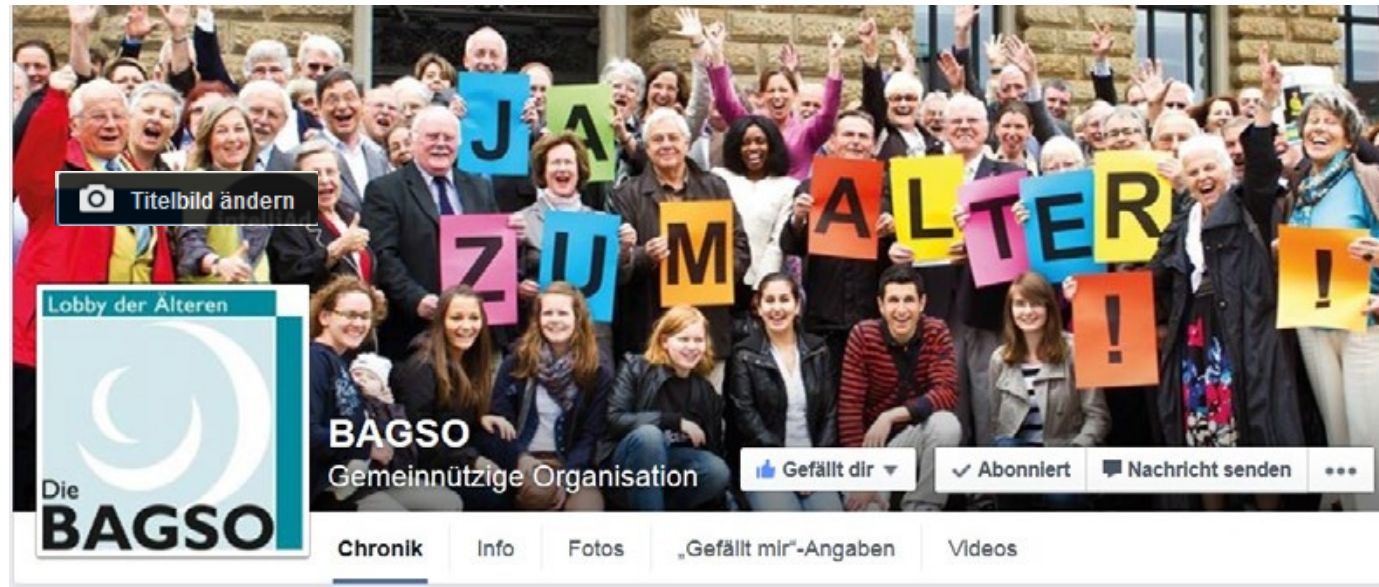 JA
ZUM ALTER!!
Titelbild ändern
Lobby der Älteren
Die
BAGSO
BAGSO
Gemeinnützige Organisation
Gefällt dir
Abonniert
Nachricht senden
Chronik Info Fotos „Gefällt mir“-Angaben Videos